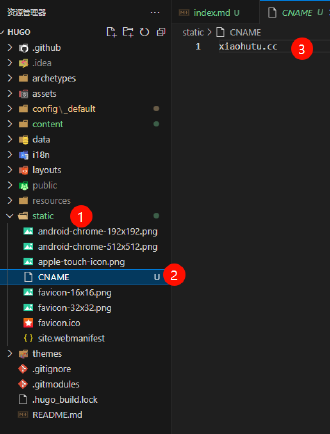 资源管理器
HUGO
.github
.idea
archetypes
assets
config \ _default
content
data
i18n
layouts
public
resources
static
1
android-chrome-192x192.png
android-chrome-512x512.png
apple-touch-icon.png
CNAME U
2
favicon-16x16.png
favicon-32x32.png
favicon.ico
{ } site.webmanifest
themes
.gitignore
.gitmodules
.hugo_build.lock
README.md
index.md U
CNAME U
static > CNAME
1 xiaohutu.cc
3